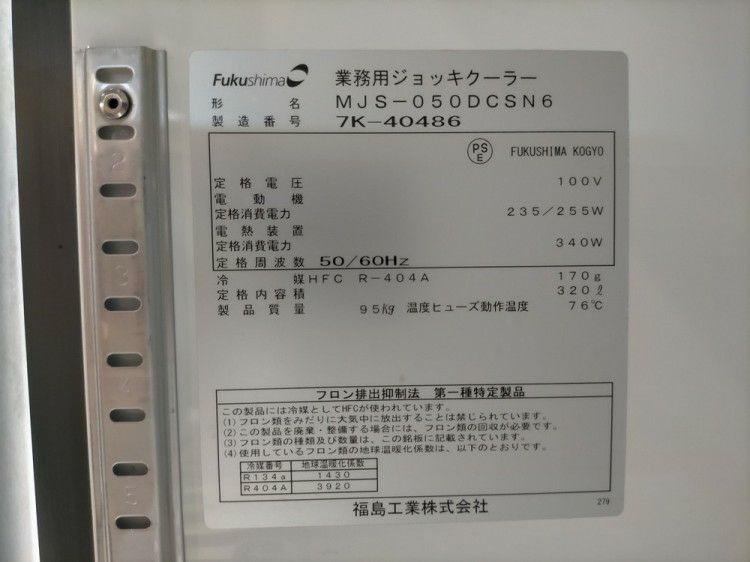 Fukushima 業務用ジョッキクーラー
形名 MJS-050DCSN6
製造番号 7K-40486
PS E FUKUSHIMA KOGYO
定格電圧 100V
電動機
定格消費電力 235/255W
電熱装置
定格消費電力 340W
定格周波数 50/60Hz
冷媒 HFC R-404A 170g
定格内容積 320ℓ
製品質量 95kg 温度ヒューズ動作温度 76℃
フロン排出抑制法 第一種特定製品
この製品には冷媒としてHFCが使われています。
(1)フロン類をみだりに大気中に放出することは禁じられています。
(2)この製品を廃棄・整備する場合には、フロン類の回収が必要です。
(3)フロン類の種類及び数量は、この銘板に記載されています。
(4)使用しているフロン類の地球温暖化係数は、以下のとおりです。
冷媒番号 地球温暖化係数
R134a 1430
R404A 3920
福島工業株式会社
279
2
3
4
5